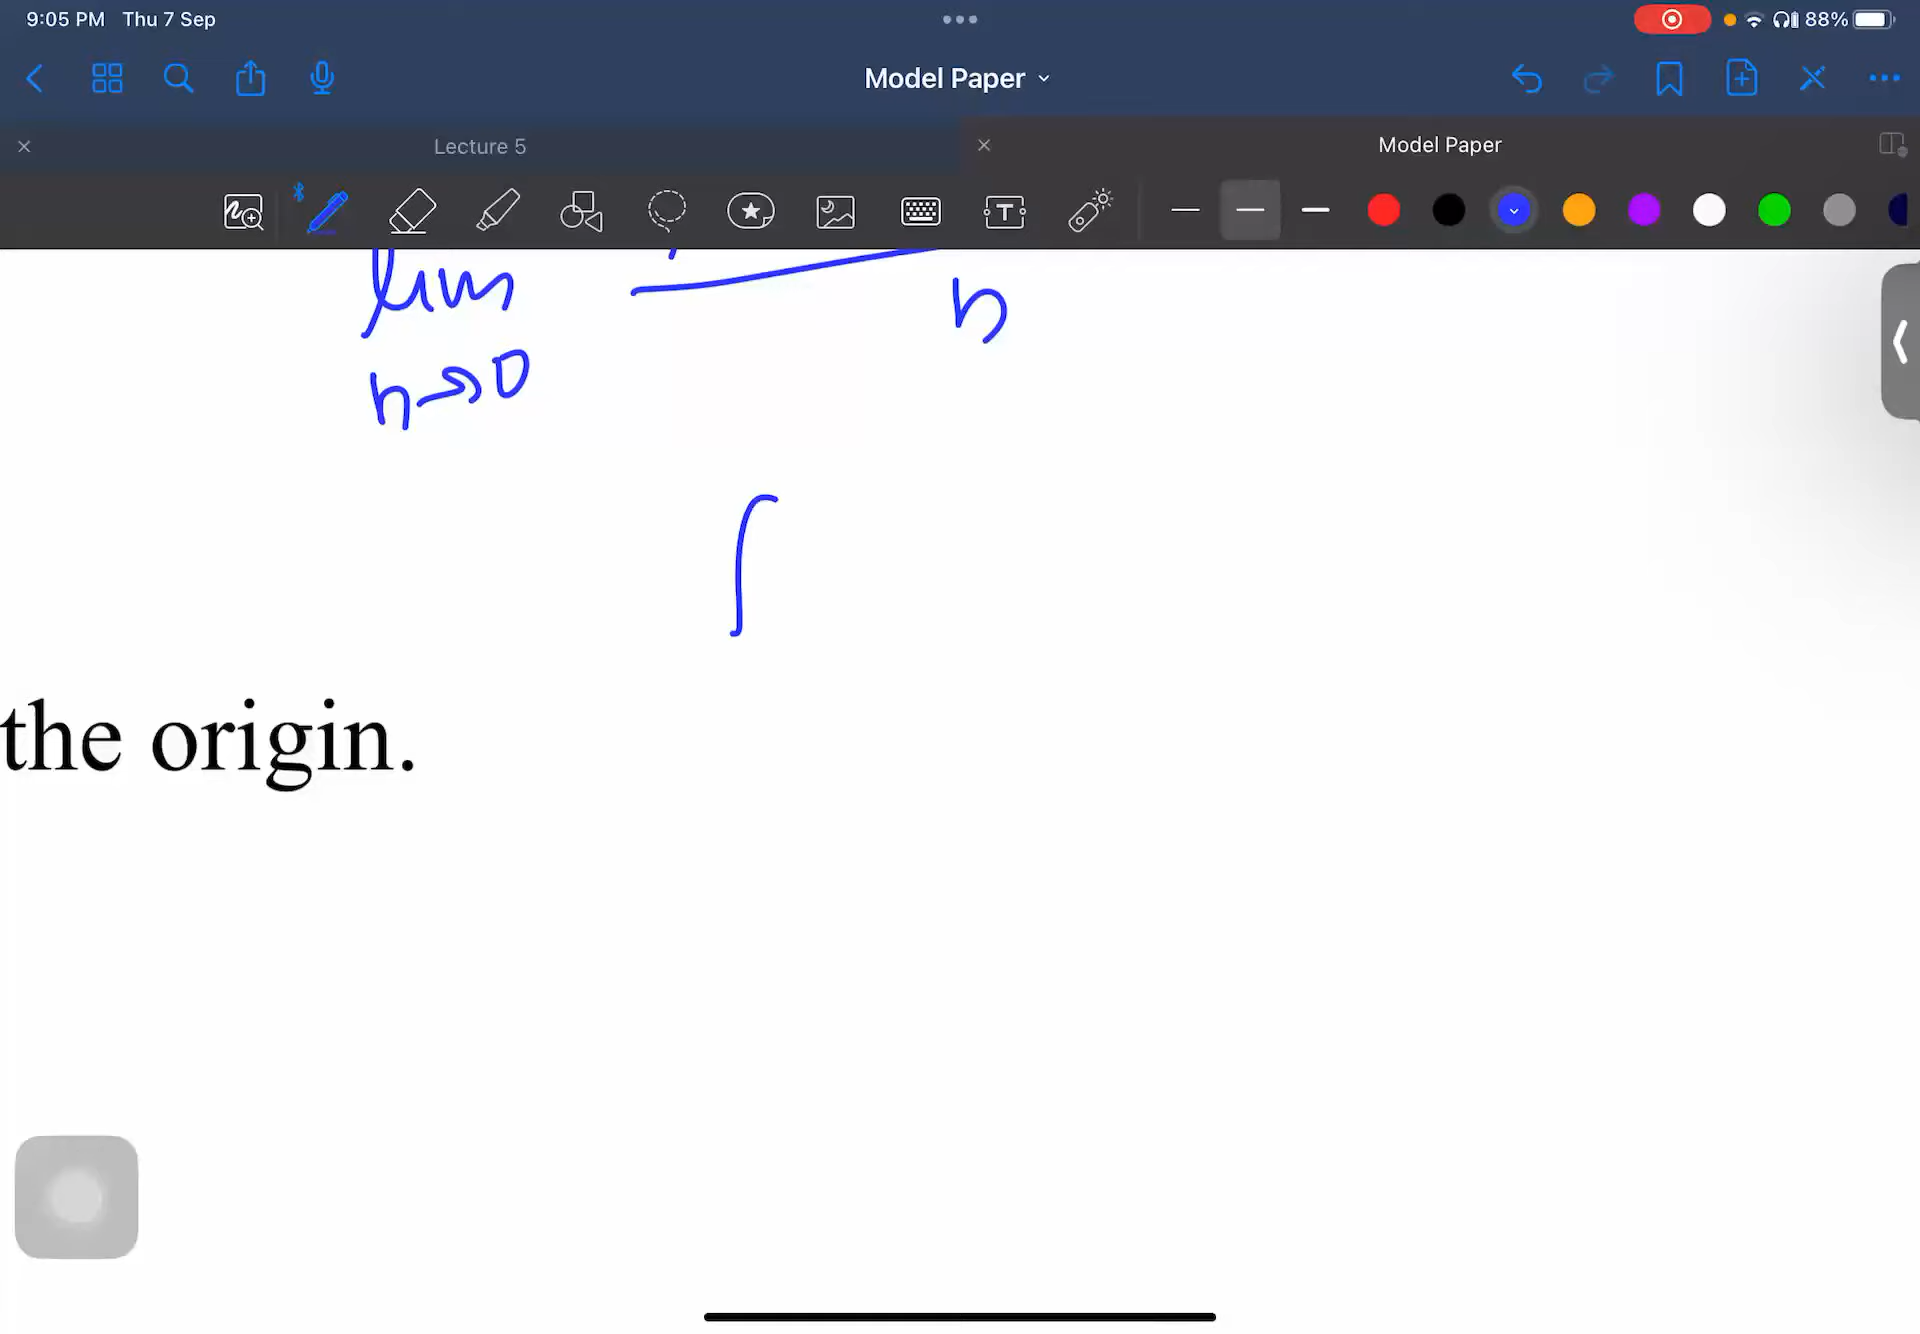 9:05 PM Thu 7 Sep
88%
Model Paper
Lecture 5
Model Paper
lim
h
h→0
the origin.